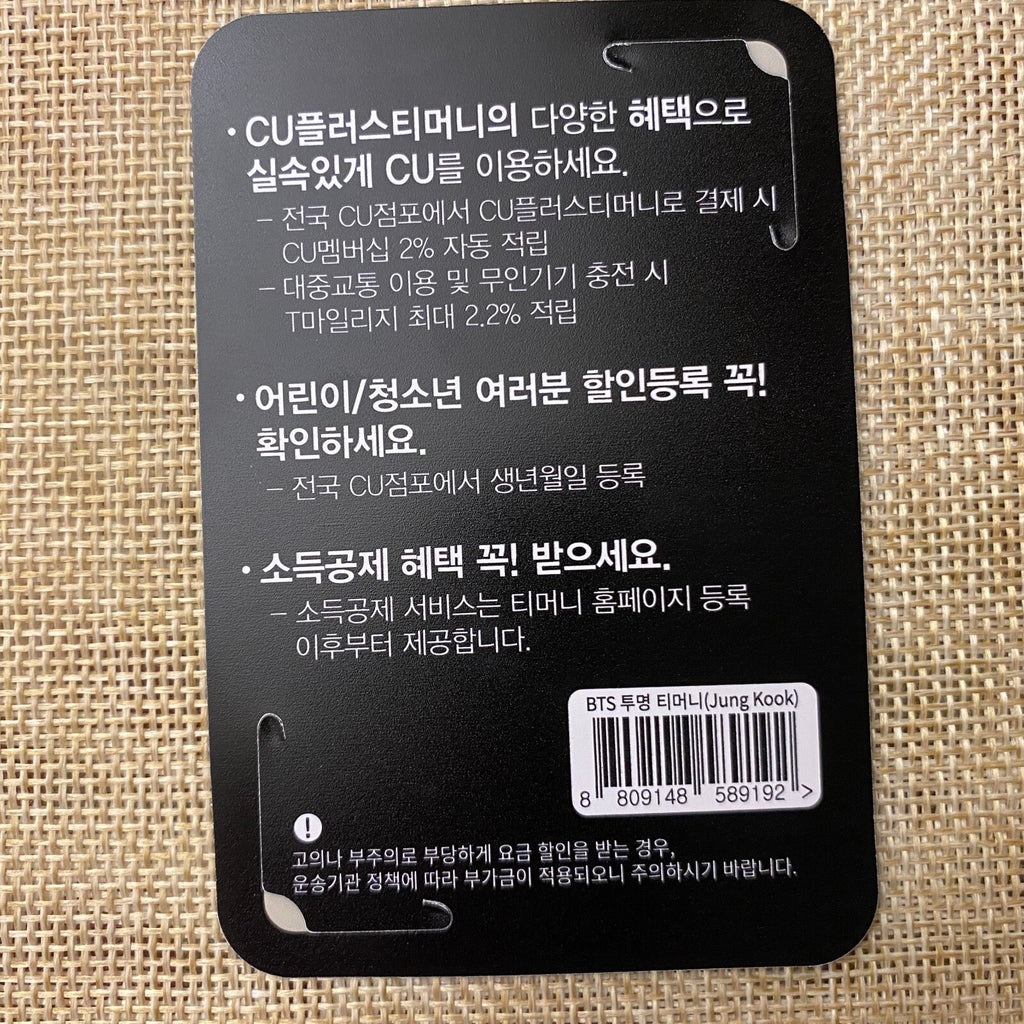 • CU플러스티머니의 다양한 혜택으로
실속있게 CU를 이용하세요.
– 전국 CU점포에서 CU플러스티머니로 결제 시
CU멤버십 2% 자동 적립
– 대중교통 이용 및 무인기기 충전 시
T마일리지 최대 2.2% 적립
• 어린이/청소년 여러분 할인등록 꼭!
확인하세요.
– 전국 CU점포에서 생년월일 등록
• 소득공제 혜택 꼭! 받으세요.
– 소득공제 서비스는 티머니 홈페이지 등록
이후부터 제공합니다.
BTS 투명 티머니(Jung Kook)
8 809148 589192 >
!
고의나 부주의로 부당하게 요금 할인을 받는 경우,
운송기관 정책에 따라 부가금이 적용되오니 주의하시기 바랍니다.